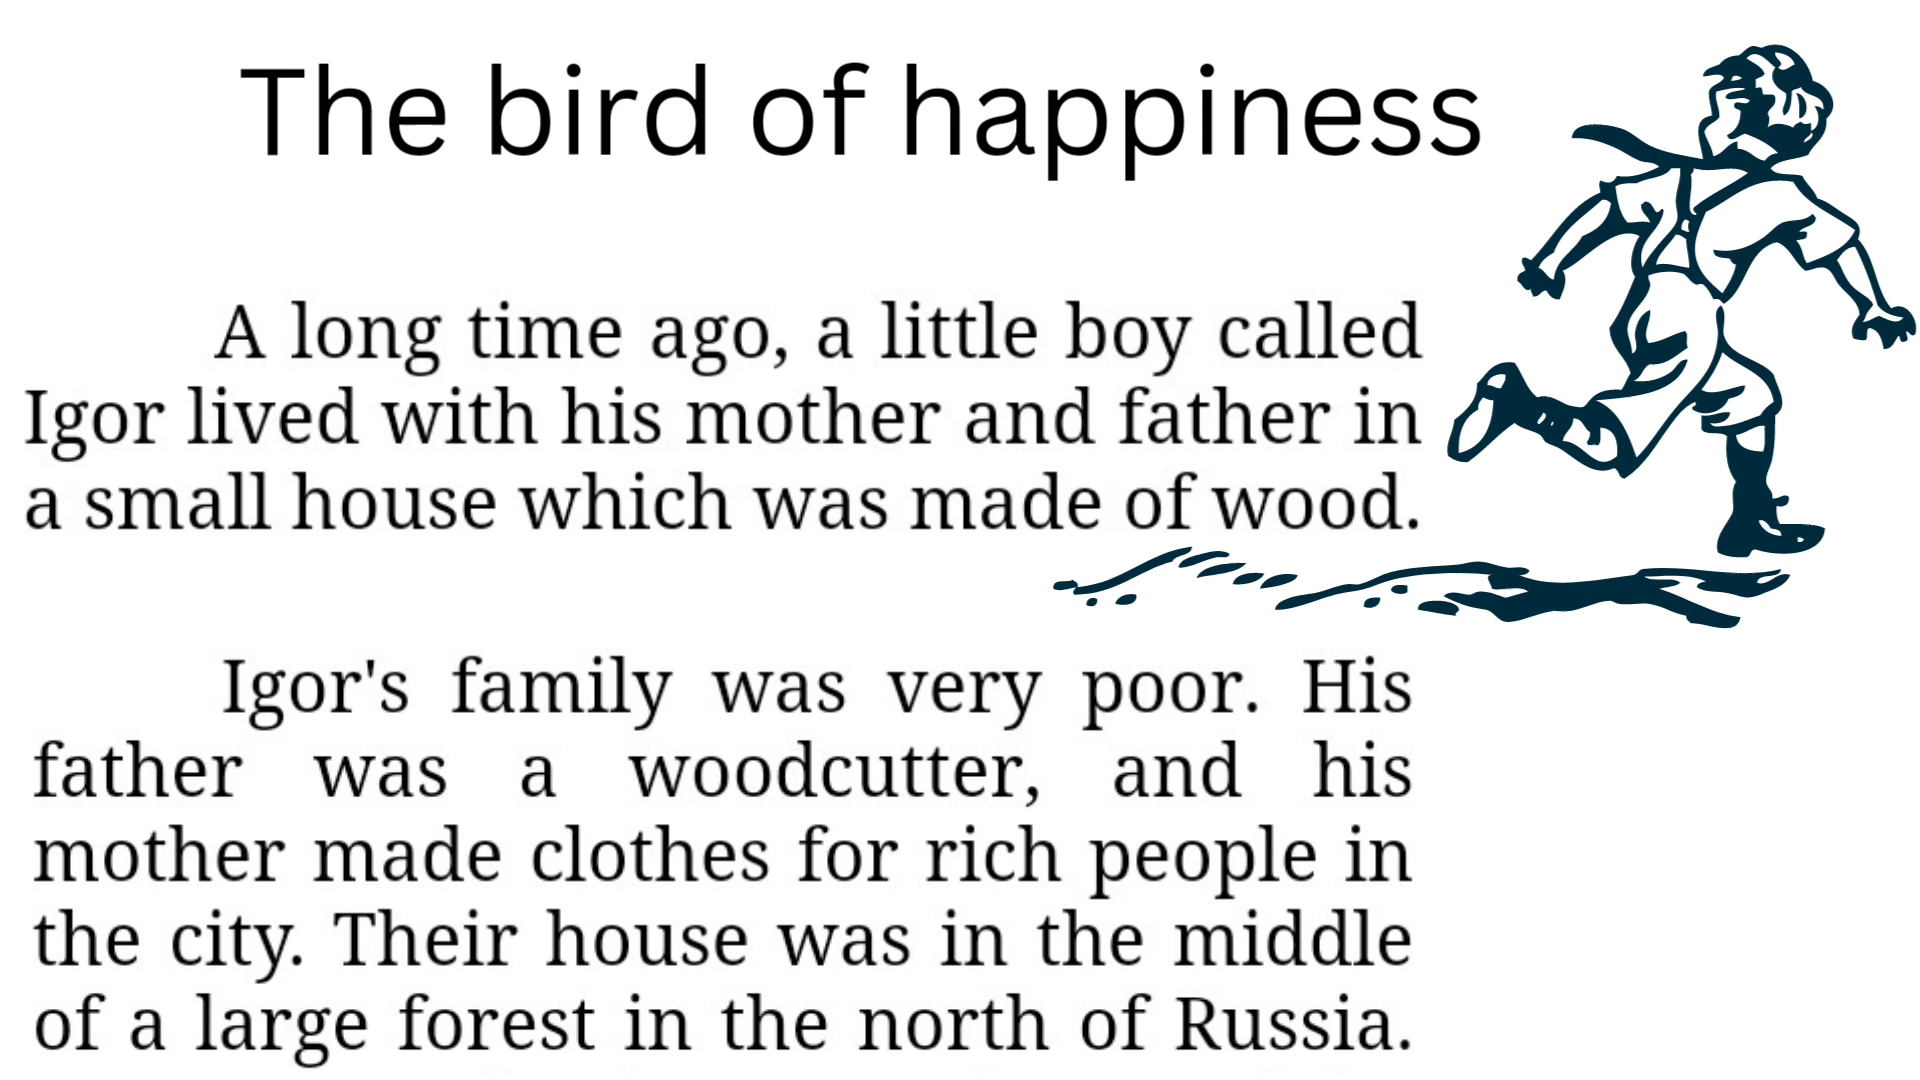 The bird of happiness
A long time ago, a little boy called
Igor lived with his mother and father in
a small house which was made of wood.
Igor's family was very poor. His
father was a woodcutter, and his
mother made clothes for rich people in
the city. Their house was in the middle
of a large forest in the north of Russia.